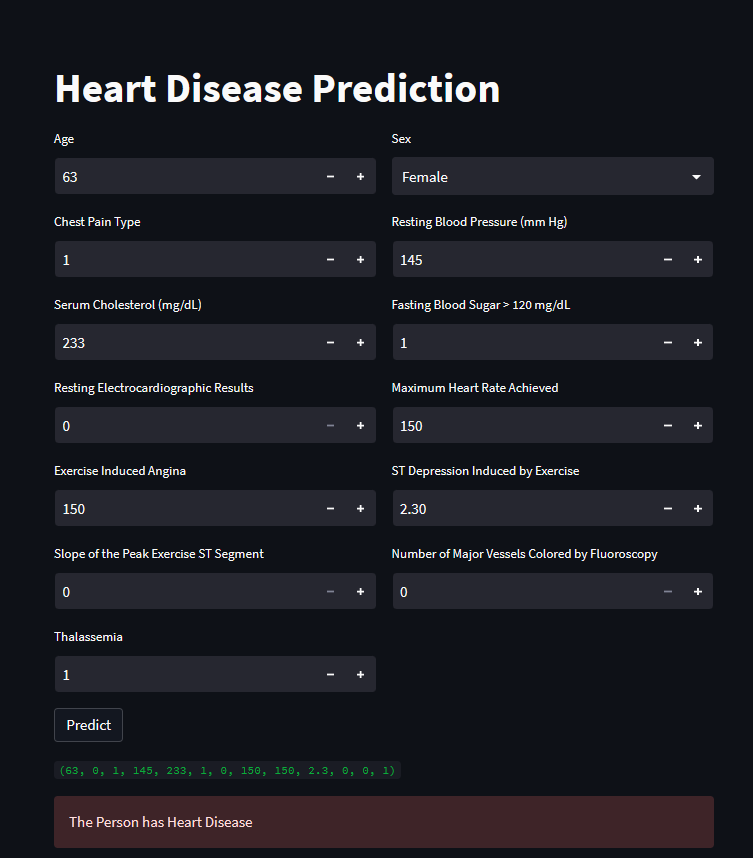 Heart Disease Prediction
Age
Sex
63
Female
Chest Pain Type
Resting Blood Pressure (mm Hg)
1
145
Serum Cholesterol (mg/dL)
Fasting Blood Sugar > 120 mg/dL
233
1
Resting Electrocardiographic Results
Maximum Heart Rate Achieved
0
150
Exercise Induced Angina
ST Depression Induced by Exercise
150
2.30
Slope of the Peak Exercise ST Segment
Number of Major Vessels Colored by Fluoroscopy
0
0
Thalassemia
1
Predict
(63, 0, 1, 145, 233, 1, 0, 150, 150, 2.3, 0, 0, 1)
The Person has Heart Disease